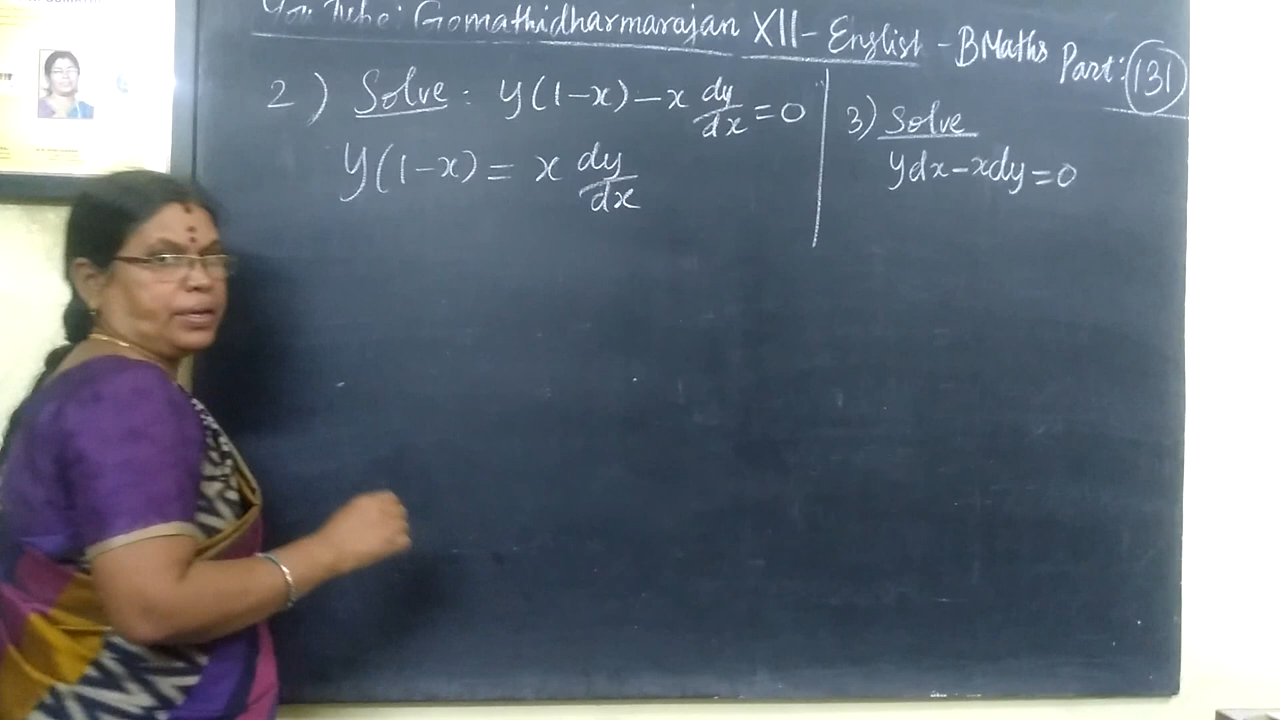 You Tube: Gomathidharmarajan XII - English - BMaths Part: 131
2) Solve: y(1-x) - x dy/dx = 0
y(1-x) = x dy/dx
3) Solve
ydx - xdy = 0